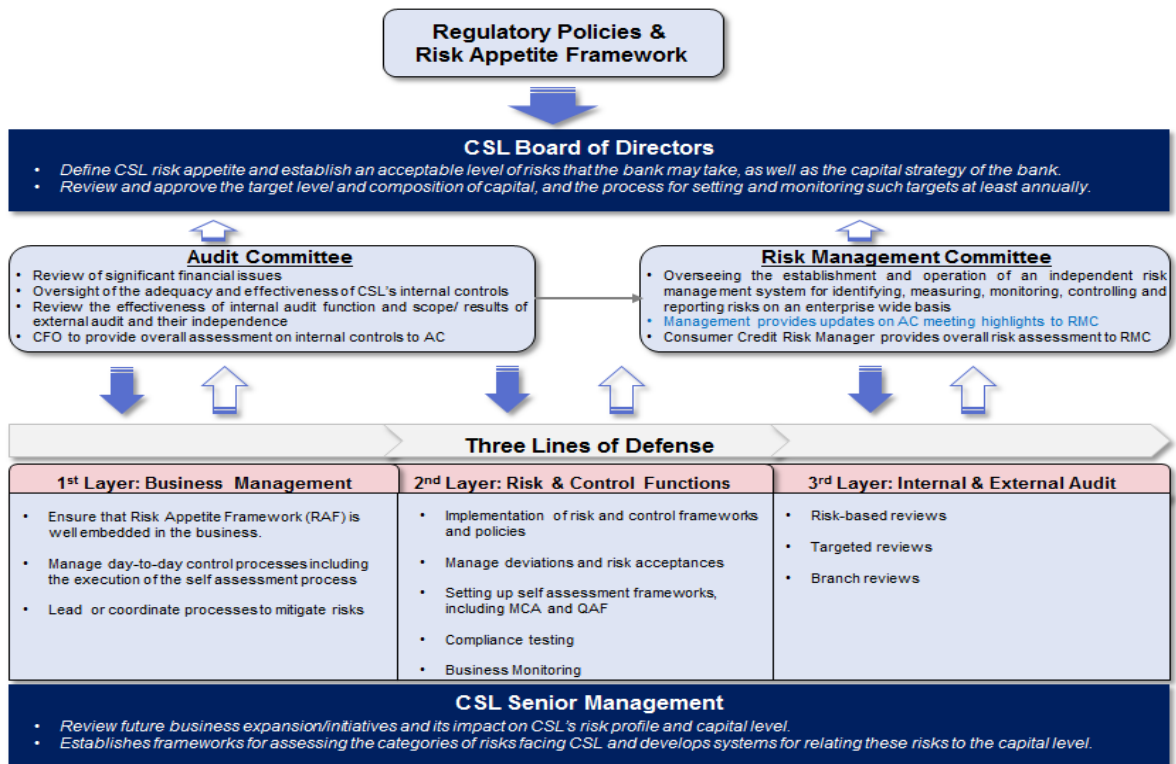 Regulatory Policies &
Risk Appetite Framework
CSL Board of Directors
• Define CSL risk appetite and establish an acceptable level of risks that the bank may take, as well as the capital strategy of the bank.
• Review and approve the target level and composition of capital, and the process for setting and monitoring such targets at least annually.
Audit Committee
• Review of significant financial issues
• Oversight of the adequacy and effectiveness of CSL's internal controls
• Review the effectiveness of internal audit function and scope/ results of
external audit and their independence
• CFO to provide overall assessment on internal controls to AC
Risk Management Committee
• Overseeing the establishment and operation of an independent risk
management system for identifying, measuring, monitoring, controlling and
reporting risks on an enterprise wide basis
• Management provides updates on AC meeting highlights to RMC
• Consumer Credit Risk Manager provides overall risk assessment to RMC
Three Lines of Defense
1st Layer: Business Management
• Ensure that Risk Appetite Framework (RAF) is
well embedded in the business.
• Manage day-to-day control processes including
the execution of the self assessment process
• Lead or coordinate processes to mitigate risks
2nd Layer: Risk & Control Functions
• Implementation of risk and control frameworks
and policies
• Manage deviations and risk acceptances
• Setting up self assessment frameworks,
including MCA and QAF
• Compliance testing
• Business Monitoring
3rd Layer: Internal & External Audit
• Risk-based reviews
• Targeted reviews
• Branch reviews
CSL Senior Management
• Review future business expansion/initiatives and its impact on CSL's risk profile and capital level.
• Establishes frameworks for assessing the categories of risks facing CSL and develops systems for relating these risks to the capital level.